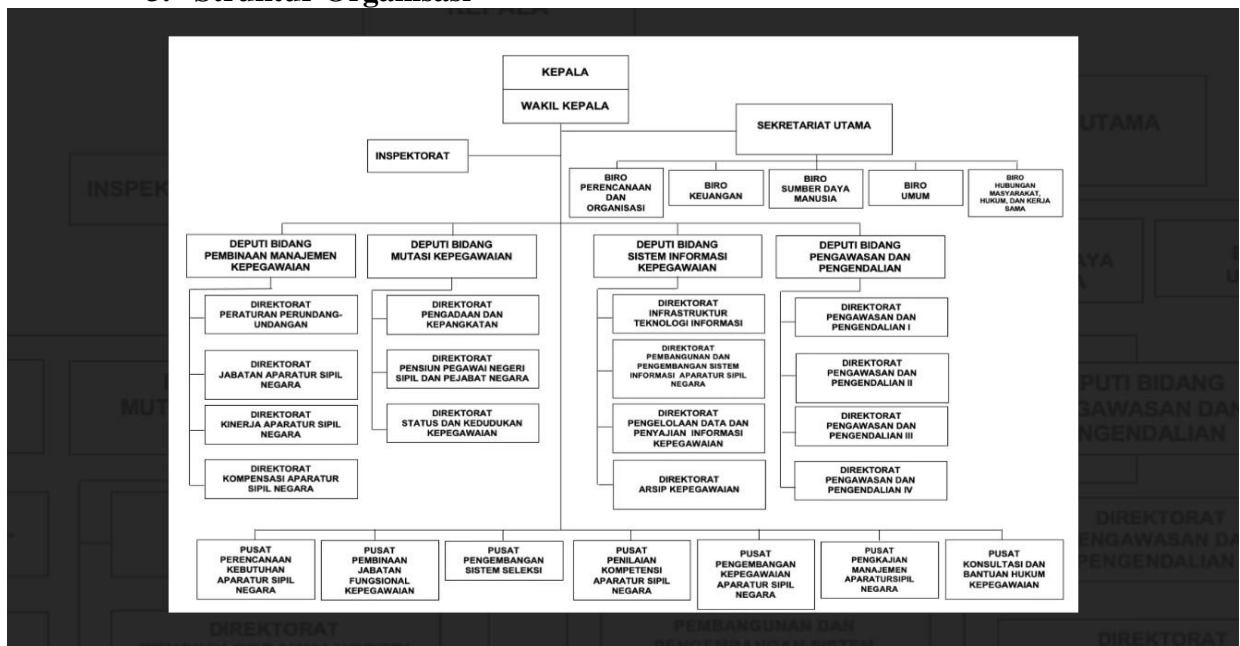 Struktur Organisasi
KEPALA
WAKIL KEPALA
SEKRETARIAT UTAMA
INSPEKTORAT
BIRO
PERENCANAAN
DAN
ORGANISASI
BIRO
KEUANGAN
BIRO
SUMBER DAYA
MANUSIA
BIRO
UMUM
BIRO
HUBUNGAN
MASYARAKAT,
HUKUM, DAN KERJA
SAMA
DEPUTI BIDANG
PEMBINAAN MANAJEMEN
KEPEGAWAIAN
DEPUTI BIDANG
MUTASI KEPEGAWAIAN
DEPUTI BIDANG
SISTEM INFORMASI
KEPEGAWAIAN
DEPUTI BIDANG
PENGAWASAN DAN
PENGENDALIAN
DIREKTORAT
PERATURAN PERUNDANG-
UNDANGAN
DIREKTORAT
PENGADAAN DAN
KEPANGKATAN
DIREKTORAT
INFRASTRUKTUR
TEKNOLOGI INFORMASI
DIREKTORAT
PENGAWASAN DAN
PENGENDALIAN I
DIREKTORAT
JABATAN APARATUR SIPIL
NEGARA
DIREKTORAT
PENSIUN PEGAWAI NEGERI
SIPIL DAN PEJABAT NEGARA
DIREKTORAT
PEMBANGUNAN DAN
PENGEMBANGAN SISTEM
INFORMASI APARATUR SIPIL
NEGARA
DIREKTORAT
PENGAWASAN DAN
PENGENDALIAN II
DIREKTORAT
KINERJA APARATUR SIPIL
NEGARA
DIREKTORAT
STATUS DAN KEDUDUKAN
KEPEGAWAIAN
DIREKTORAT
PENGELOLAAN DATA DAN
PENYAJIAN INFORMASI
KEPEGAWAIAN
DIREKTORAT
PENGAWASAN DAN
PENGENDALIAN III
DIREKTORAT
KOMPENSASI APARATUR
SIPIL NEGARA
DIREKTORAT
ARSIP KEPEGAWAIAN
DIREKTORAT
PENGAWASAN DAN
PENGENDALIAN IV
PUSAT
PERENCANAAN
KEBUTUHAN
APARATUR SIPIL
NEGARA
PUSAT
PEMBINAAN
JABATAN
FUNGSIONAL
KEPEGAWAIAN
PUSAT
PENGEMBANGAN
SISTEM SELEKSI
PUSAT
PENILAIAN
KOMPETENSI
APARATUR SIPIL
NEGARA
PUSAT
PENGEMBANGAN
KEPEGAWAIAN
APARATUR SIPIL
NEGARA
PUSAT
PENGKAJIAN
MANAJEMEN
APARATURSIPIL
NEGARA
PUSAT
KONSULTASI DAN
BANTUAN HUKUM
KEPEGAWAIAN